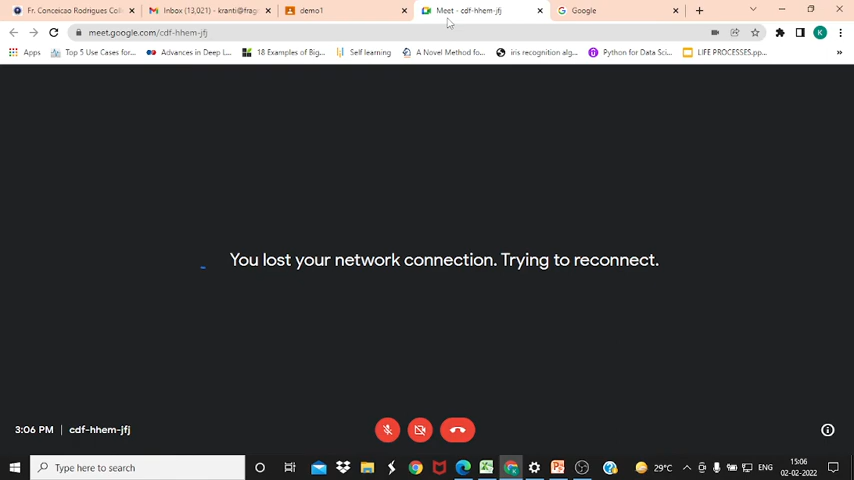 Fr. Conceicao Rodrigues Coll
Inbox (13,021) - kranti@frag
demo1
Meet - cdf-hhem-jfj
Google
meet.google.com/cdf-hhem-jfj
K
Apps
Top 5 Use Cases for...
Advances in Deep L...
18 Examples of Big...
Self learning
A Novel Method fo...
iris recognition alg...
Python for Data Sci...
LIFE PROCESSES.pp...
You lost your network connection. Trying to reconnect.
3:06 PM | cdf-hhem-jfj
Type here to search
29°C
ENG
15:06
02-02-2022